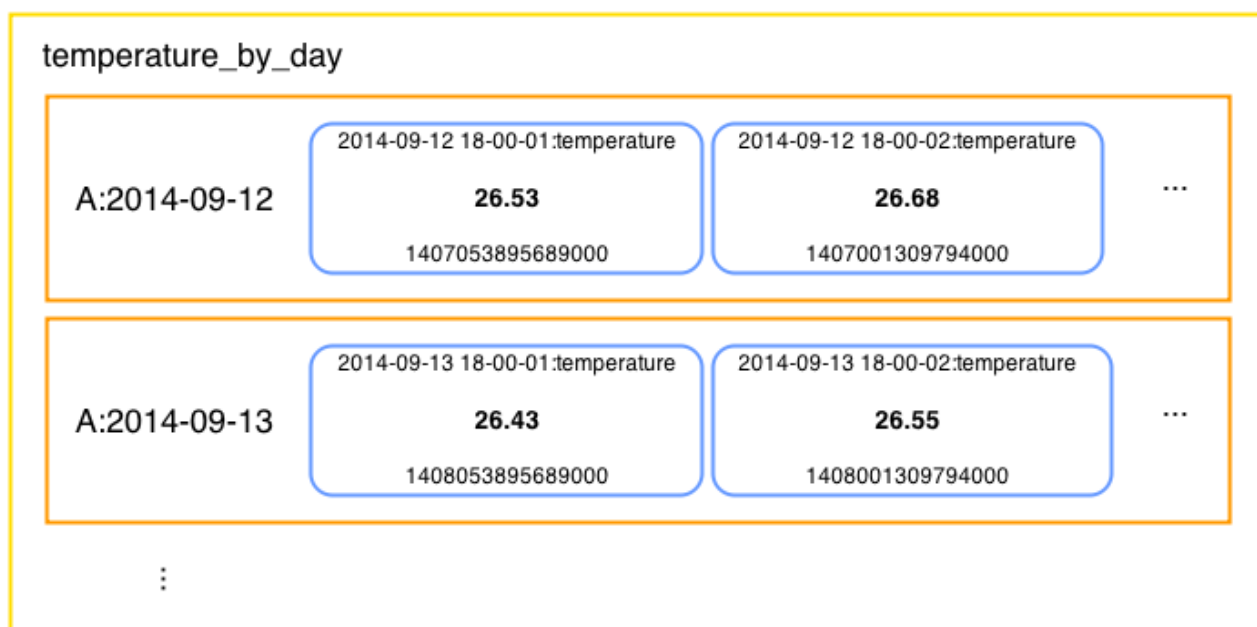 temperature_by_day
A:2014-09-12
2014-09-12 18-00-01:temperature
26.53
1407053895689000
2014-09-12 18-00-02:temperature
26.68
1407001309794000
...
A:2014-09-13
2014-09-13 18-00-01:temperature
26.43
1408053895689000
2014-09-13 18-00-02:temperature
26.55
1408001309794000
...
⋮